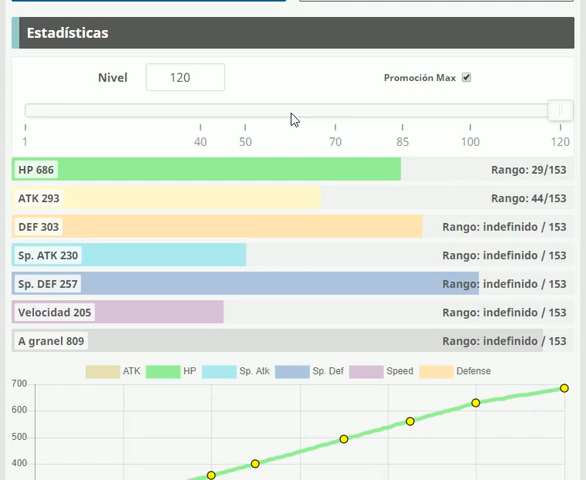 Estadísticas
Nivel 120 Promoción Max
1 40 50 70 85 100 120
HP 686 Rango: 29/153
ATK 293 Rango: 44/153
DEF 303 Rango: indefinido / 153
Sp. ATK 230 Rango: indefinido / 153
Sp. DEF 257 Rango: indefinido / 153
Velocidad 205 Rango: indefinido / 153
A granel 809 Rango: indefinido / 153
ATK HP Sp. Atk Sp. Def Speed Defense
700
600
500
400